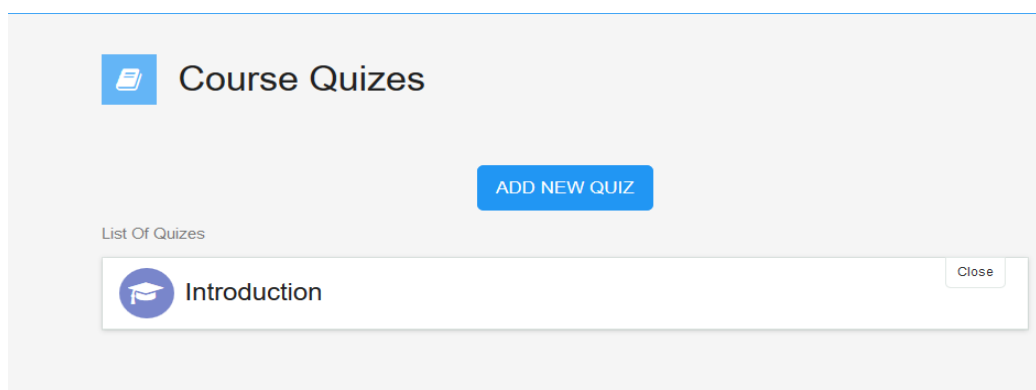 Course Quizes
ADD NEW QUIZ
List Of Quizes
Introduction
Close